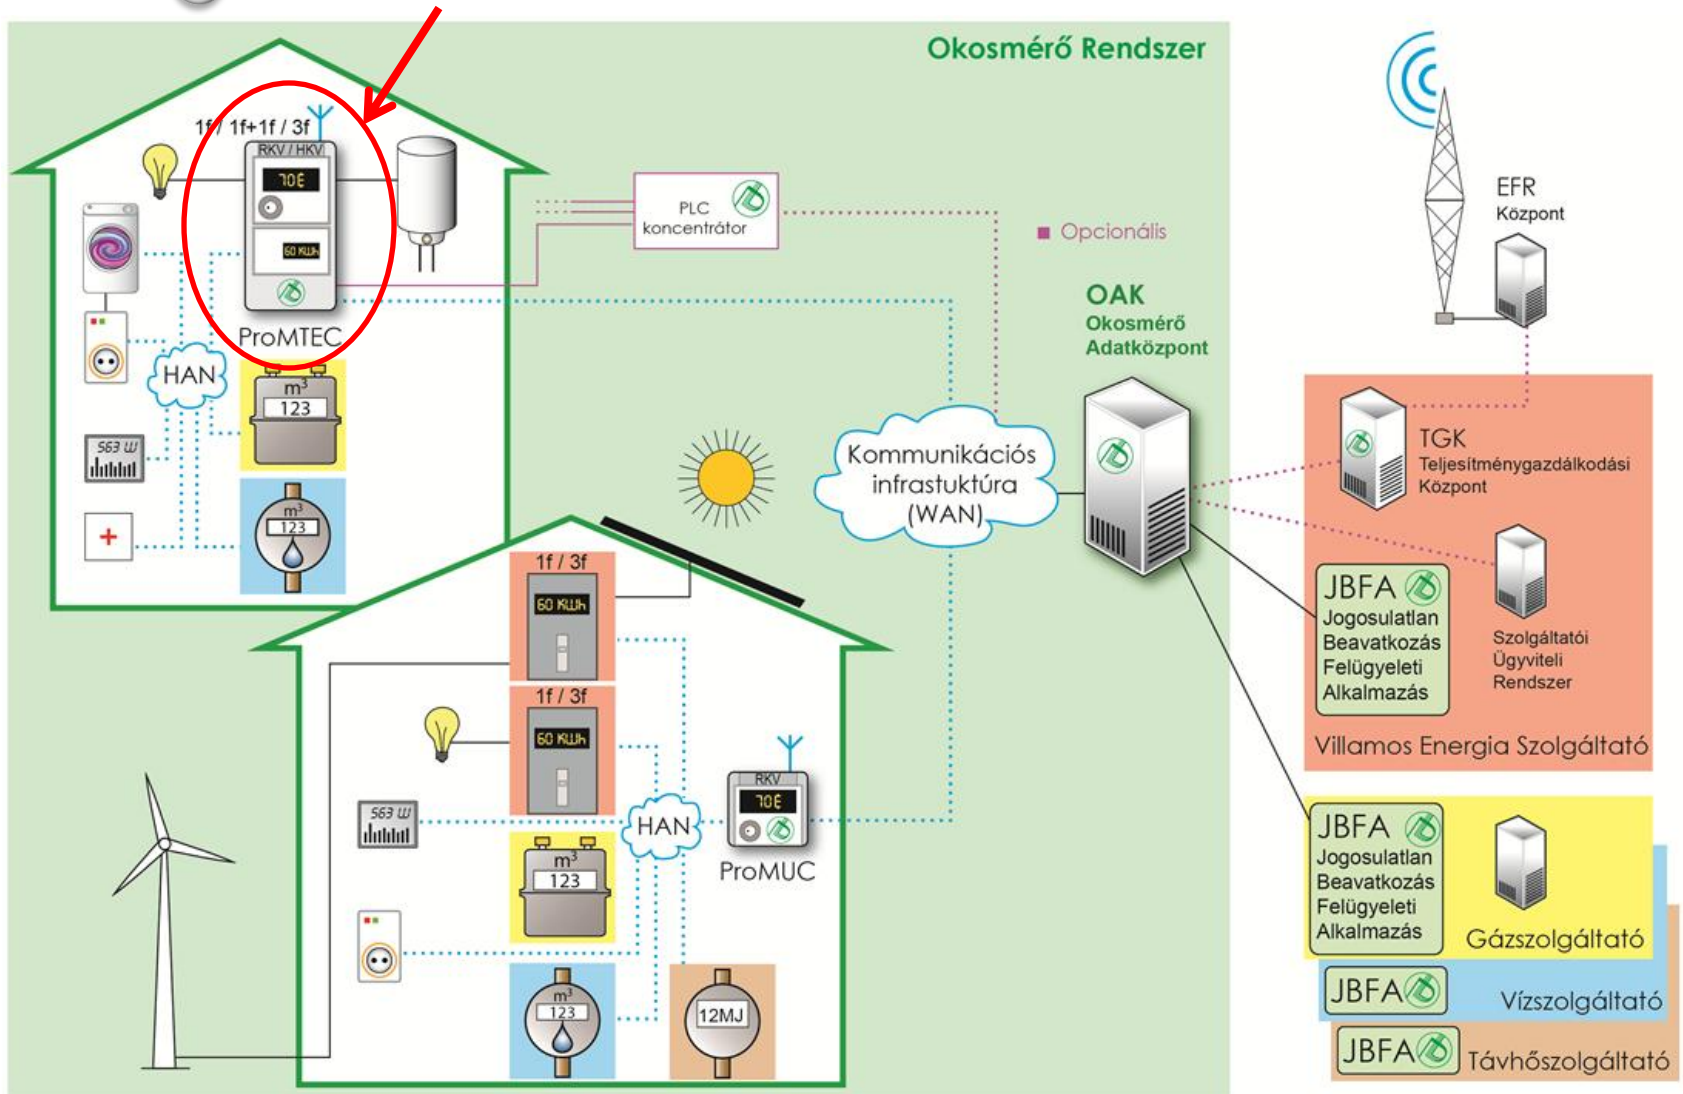 Okosmérő Rendszer
1f / 1f+1f / 3f
RKV / HKV
70€
60 KWh
ProMTEC
HAN
m³
123
563 W
m³
123
PLC
koncentrátor
Opcionális
OAK
Okosmérő
Adatközpont
Kommunikációs
infrastuktúra
(WAN)
EFR
Központ
TGK
Teljesítménygazdálkodási
Központ
JBFA
Jogosulatlan
Beavatkozás
Felügyeleti
Alkalmazás
Szolgáltatói
Ügyviteli
Rendszer
Villamos Energia Szolgáltató
1f / 3f
60 KWh
1f / 3f
60 KWh
563 W
HAN
RKV
70€
ProMUC
m³
123
m³
123
12MJ
JBFA
Jogosulatlan
Beavatkozás
Felügyeleti
Alkalmazás
Gázszolgáltató
JBFA
Vízszolgáltató
JBFA
Távhőszolgáltató